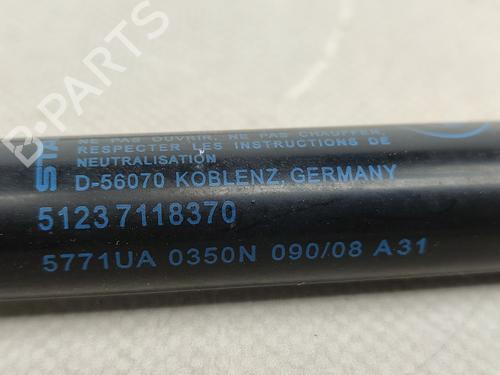 B-PARTS
STA
NE PAS OUVRIR, NE PAS CHAUFFER,
RESPECTER LES INSTRUCTIONS DE
NEUTRALISATION
D-56070 KOBLENZ, GERMANY
51237118370
5771UA 0350N 090/08 A31